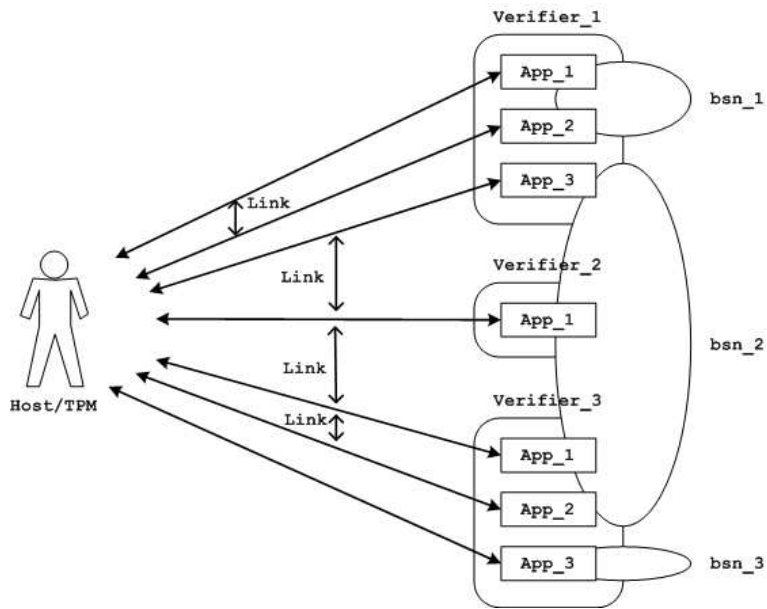 Verifier_1
App_1
bsn_1
App_2
App_3
Link
Verifier_2
Link
App_1
bsn_2
Link
Host/TPM
Verifier_3
Link
App_1
App_2
App_3
bsn_3